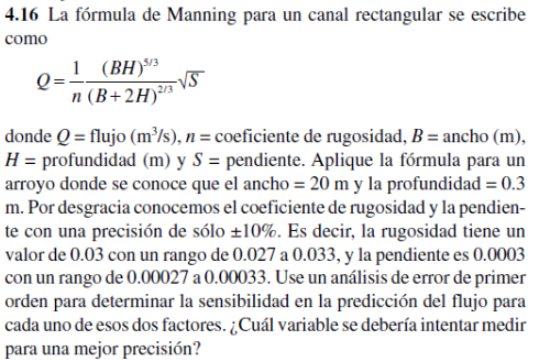 4.16 La fórmula de Manning para un canal rectangular se escribe
como
Q = \frac{1}{n} \frac{(BH)^{5/3}}{(B + 2H)^{2/3}} \sqrt{S}
donde Q = flujo (m³/s), n = coeficiente de rugosidad, B = ancho (m),
H = profundidad (m) y S = pendiente. Aplique la fórmula para un
arroyo donde se conoce que el ancho = 20 m y la profundidad = 0.3
m. Por desgracia conocemos el coeficiente de rugosidad y la pendien-
te con una precisión de sólo ±10%. Es decir, la rugosidad tiene un
valor de 0.03 con un rango de 0.027 a 0.033, y la pendiente es 0.0003
con un rango de 0.00027 a 0.00033. Use un análisis de error de primer
orden para determinar la sensibilidad en la predicción del flujo para
cada uno de esos dos factores. ¿Cuál variable se debería intentar medir
para una mejor precisión?